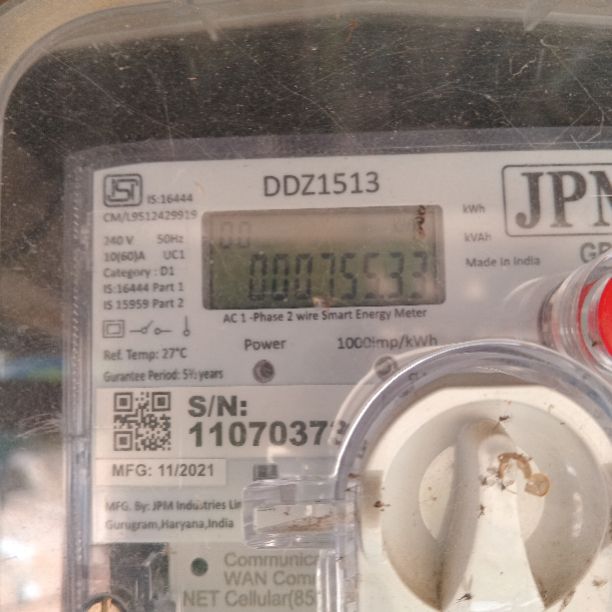 ISI
IS:16444
CM/L9512429919
DDZ1513
JPM
240 V 50Hz
10(60)A UC1
Category : D1
IS:16444 Part 1
IS 15959 Part 2
kWh
kVAh
Made In India
AC 1 -Phase 2 wire Smart Energy Meter
Ref. Temp: 27°C
Power
1000imp/kWh
Gurantee Period: 5½ years
S/N:
MFG: 11/2021
MFG. By: JPM Industries
Gurugram,Haryana,India
WAN
NET Cellular(85